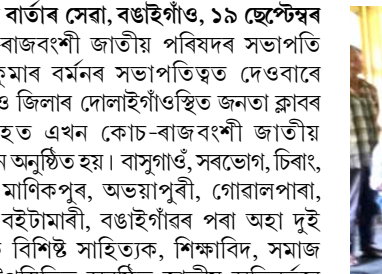 বাৰ্তাৰ সেৱা, বঙাইগাঁও, ১৯ ছেপ্টেম্বৰ
ৰাজবংশী জাতীয় পৰিষদৰ সভাপতি
কুমাৰ বৰ্মনৰ সভাপতিত্বত দেওবাৰে
জিলাৰ দোলাইগাঁওস্থিত জনতা ক্লাবৰ
এখন কোচ-ৰাজবংশী জাতীয়
অনুষ্ঠিত হয়। বাসুগাওঁ, সৰভোগ, চিৰাং,
মাণিকপুৰ, অভয়াপুৰী, গোৱালপাৰা,
বইটামাৰী, বঙাইগাঁৱৰ পৰা অহা দুই
বিশিষ্ট সাহিত্যক, শিক্ষাবিদ, সমাজ